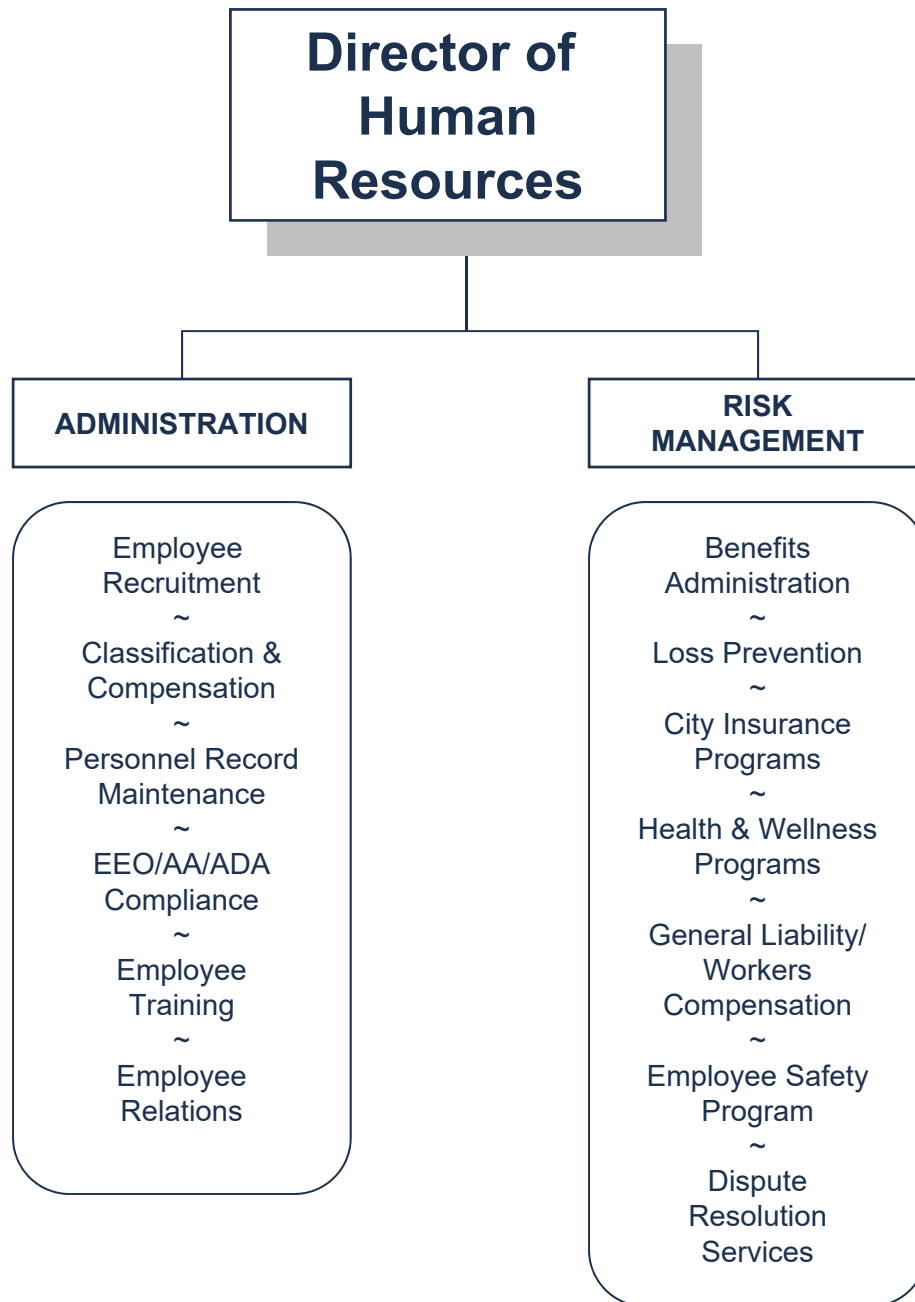 Director of
Human
Resources
ADMINISTRATION
Employee
Recruitment
~
Classification &
Compensation
~
Personnel Record
Maintenance
~
EEO/AA/ADA
Compliance
~
Employee
Training
~
Employee
Relations
RISK
MANAGEMENT
Benefits
Administration
~
Loss Prevention
~
City Insurance
Programs
~
Health & Wellness
Programs
~
General Liability/
Workers
Compensation
~
Employee Safety
Program
~
Dispute
Resolution
Services